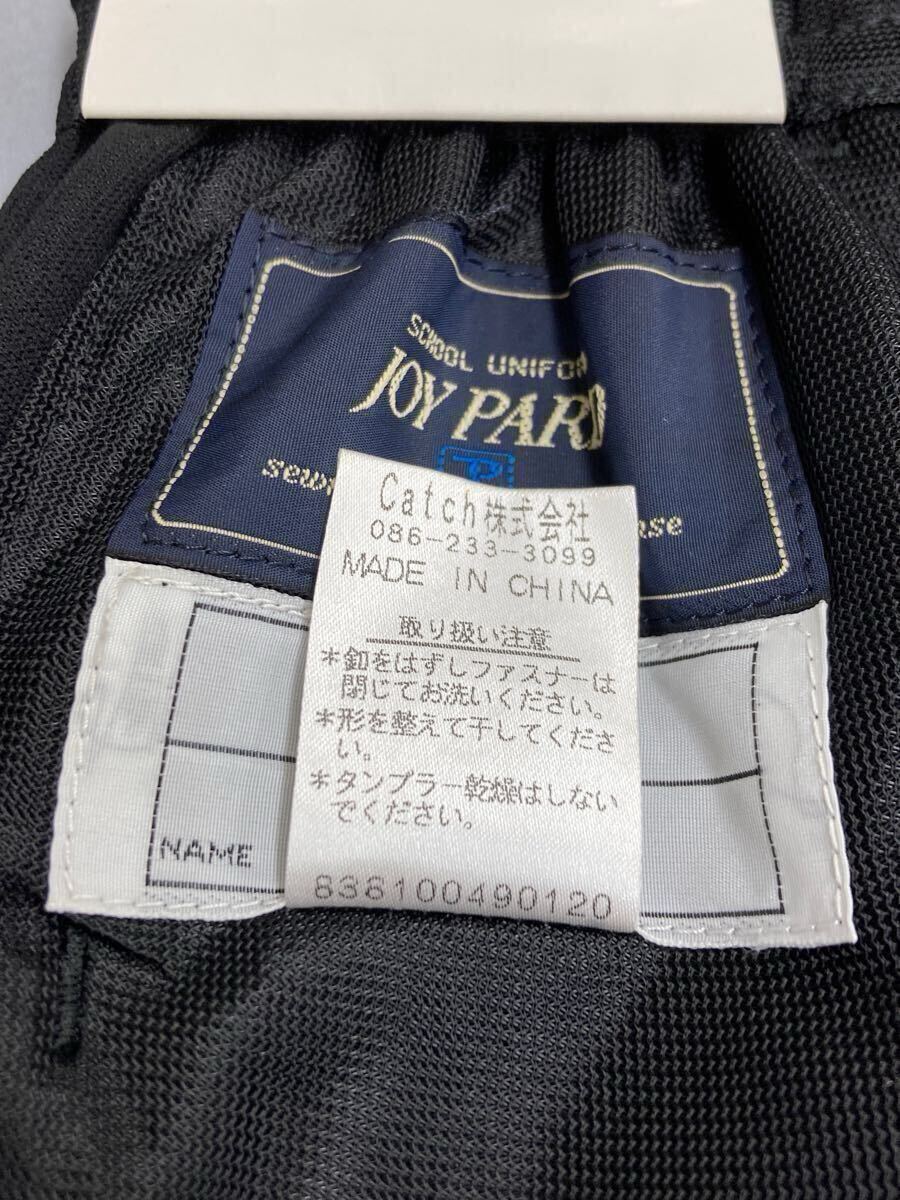 SCHOOL UNIFOR
JOY PARK
Catch株式会社
086-233-3099
MADE IN CHINA
取り扱い注意
*釦をはずしファスナーは
閉じてお洗いください。
*形を整えて干してくださ
い。
*タンブラー乾燥はしない
でください。
NAME
838100490120